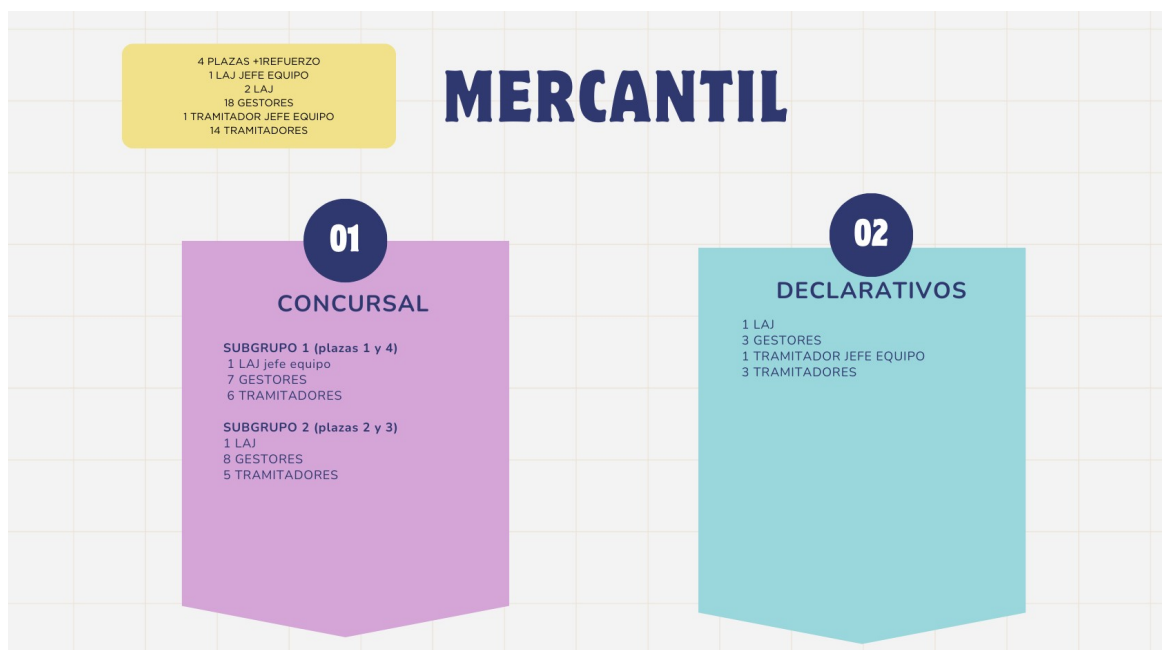 4 PLAZAS +1REFUERZO
1 LAJ JEFE EQUIPO
2 LAJ
18 GESTORES
1 TRAMITADOR JEFE EQUIPO
14 TRAMITADORES
MERCANTIL
01
CONCURSAL
SUBGRUPO 1 (plazas 1 y 4)
1 LAJ jefe equipo
7 GESTORES
6 TRAMITADORES
SUBGRUPO 2 (plazas 2 y 3)
1 LAJ
8 GESTORES
5 TRAMITADORES
02
DECLARATIVOS
1 LAJ
3 GESTORES
1 TRAMITADOR JEFE EQUIPO
3 TRAMITADORES